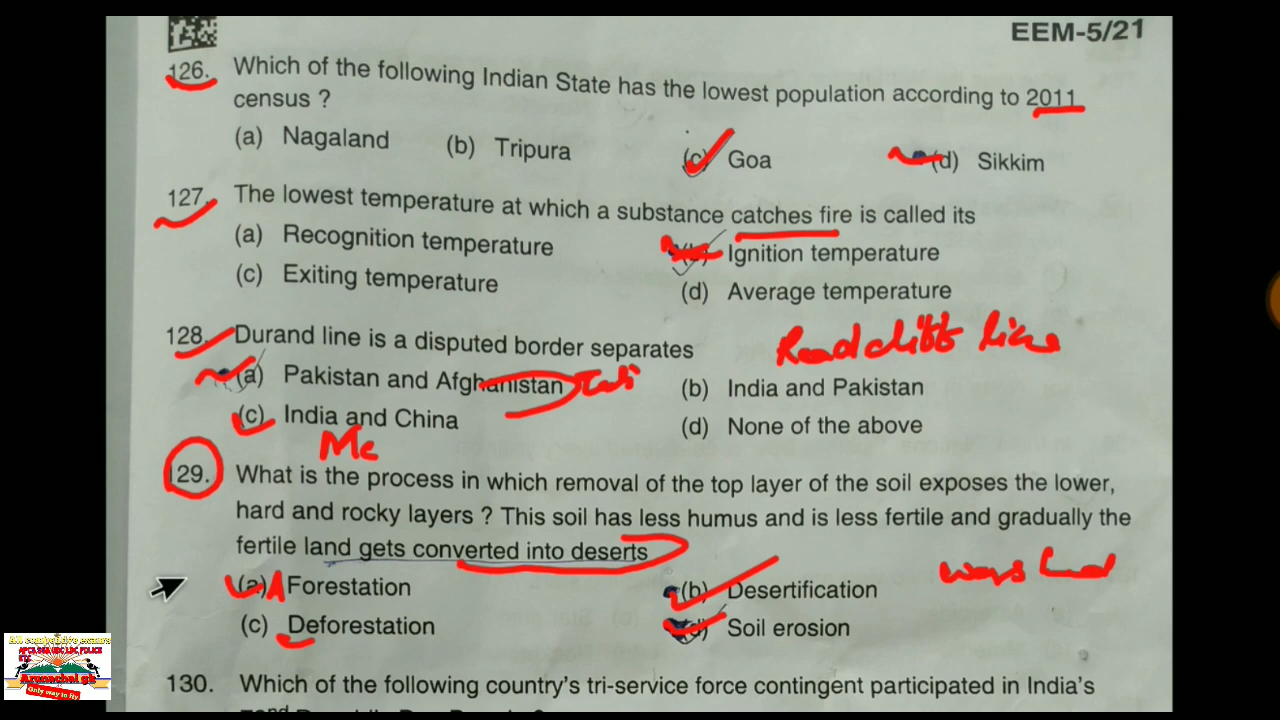 EEM-5/21
126. Which of the following Indian State has the lowest population according to 2011
census ?
(a) Nagaland (b) Tripura (c) Goa (d) Sikkim
127. The lowest temperature at which a substance catches fire is called its
(a) Recognition temperature (b) Ignition temperature
(c) Exiting temperature (d) Average temperature
128. Durand line is a disputed border separates
Readcliff line
(a) Pakistan and Afghanistan (b) India and Pakistan
(c) India and China (d) None of the above
Mc
129. What is the process in which removal of the top layer of the soil exposes the lower,
hard and rocky layers ? This soil has less humus and is less fertile and gradually the
fertile land gets converted into deserts
(a) A Forestation (b) Desertification
(c) Deforestation (d) Soil erosion
130. Which of the following country's tri-service force contingent participated in India's
All competitive exams
Arunachal gk
Only way to fly